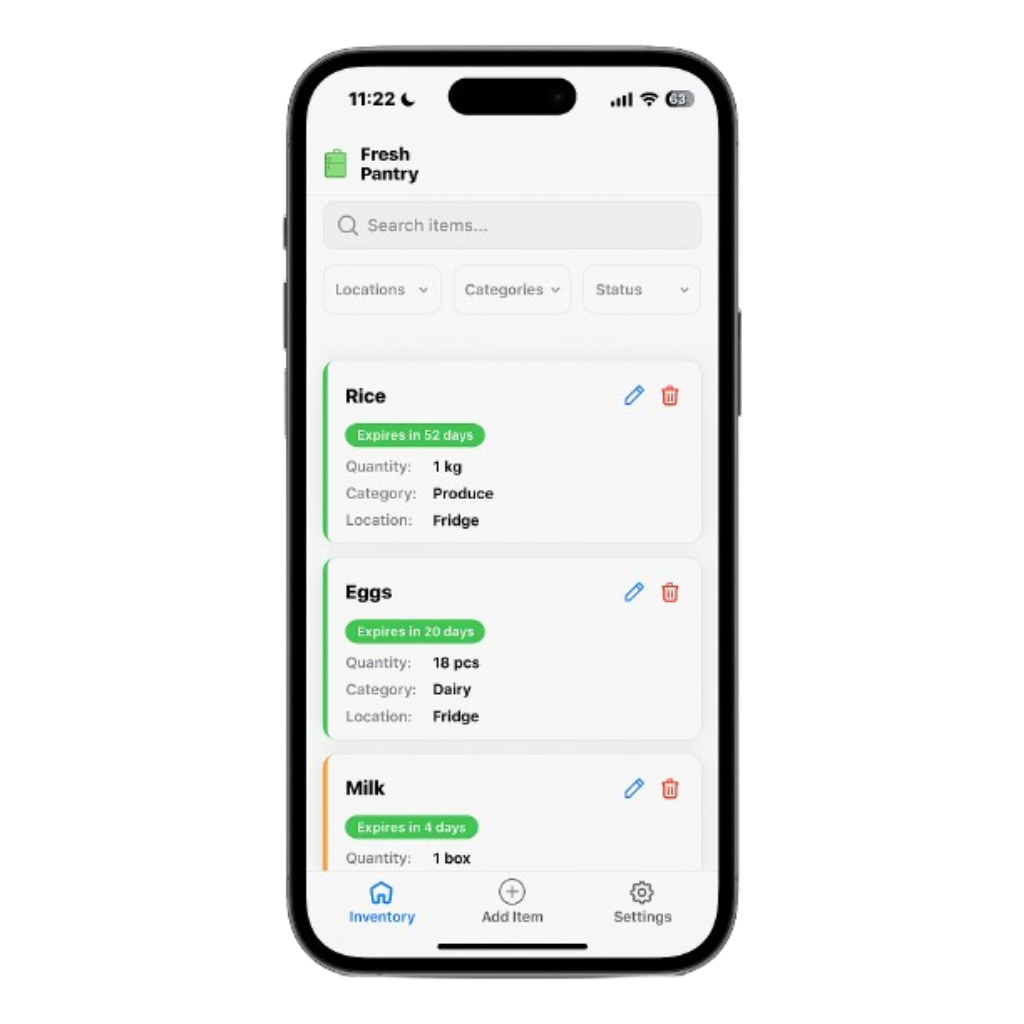 11:22
63
Fresh
Pantry
Search items...
Locations Categories Status
Rice
Expires in 52 days
Quantity: 1 kg
Category: Produce
Location: Fridge
Eggs
Expires in 20 days
Quantity: 18 pcs
Category: Dairy
Location: Fridge
Milk
Expires in 4 days
Quantity: 1 box
Inventory Add Item Settings